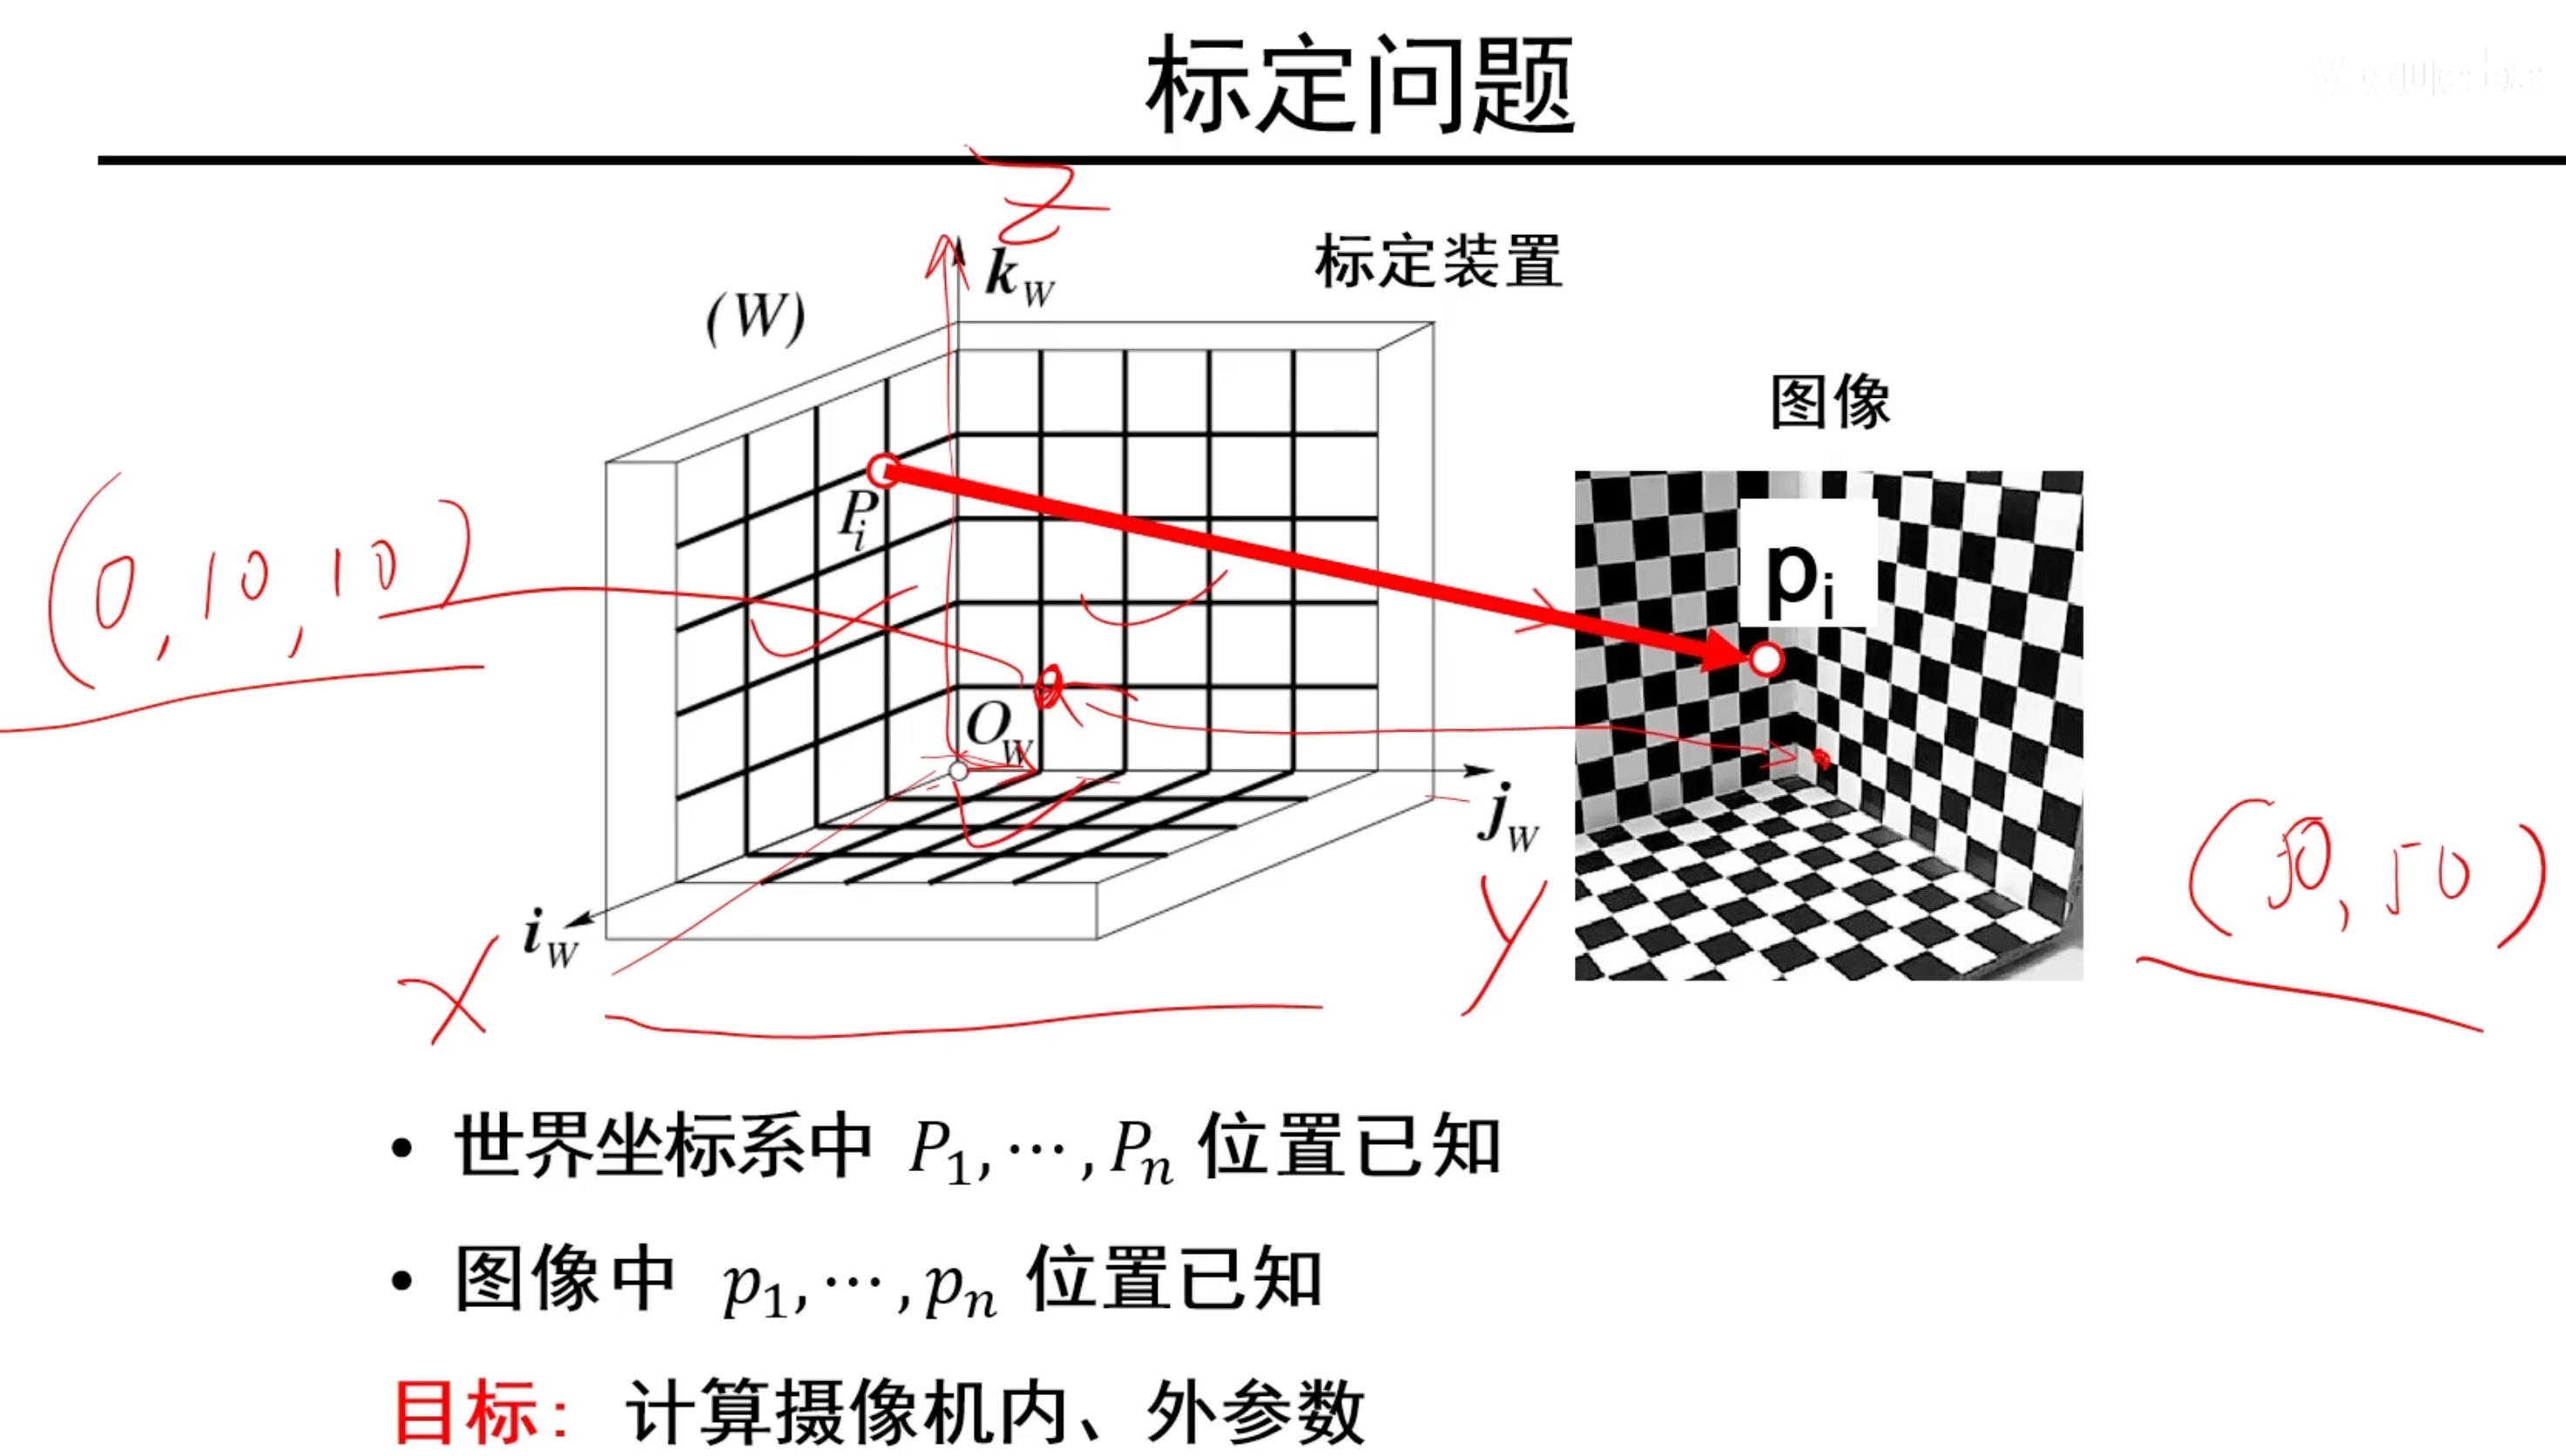 标定问题
Z
k_W
标定装置
(W)
图像
P_i
p_i
(0, 10, 10)
O_W
j_W
(50, 50)
i_W
X
Y
• 世界坐标系中 P_1, ⋯, P_n 位置已知
• 图像中 p_1, ⋯, p_n 位置已知
目标: 计算摄像机内、外参数